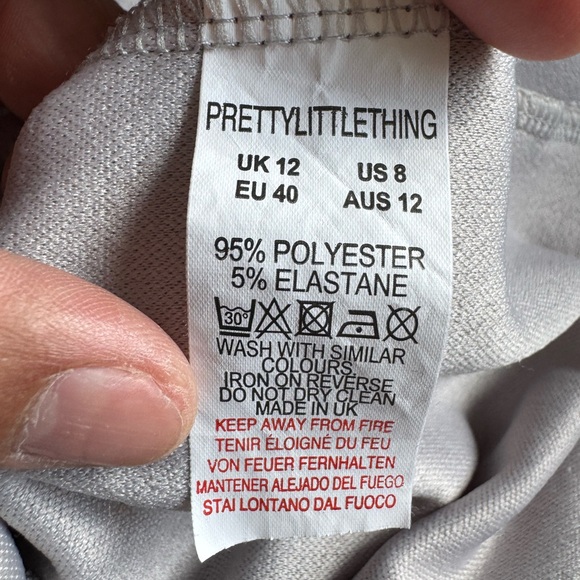 PRETTYLITTLETHING
UK 12 US 8
EU 40 AUS 12
95% POLYESTER
5% ELASTANE
30°
WASH WITH SIMILAR
COLOURS,
IRON ON REVERSE
DO NOT DRY CLEAN
MADE IN UK
KEEP AWAY FROM FIRE
TENIR ÉLOIGNÉ DU FEU
VON FEUER FERNHALTEN
MANTENER ALEJADO DEL FUEGO
STAI LONTANO DAL FUOCO